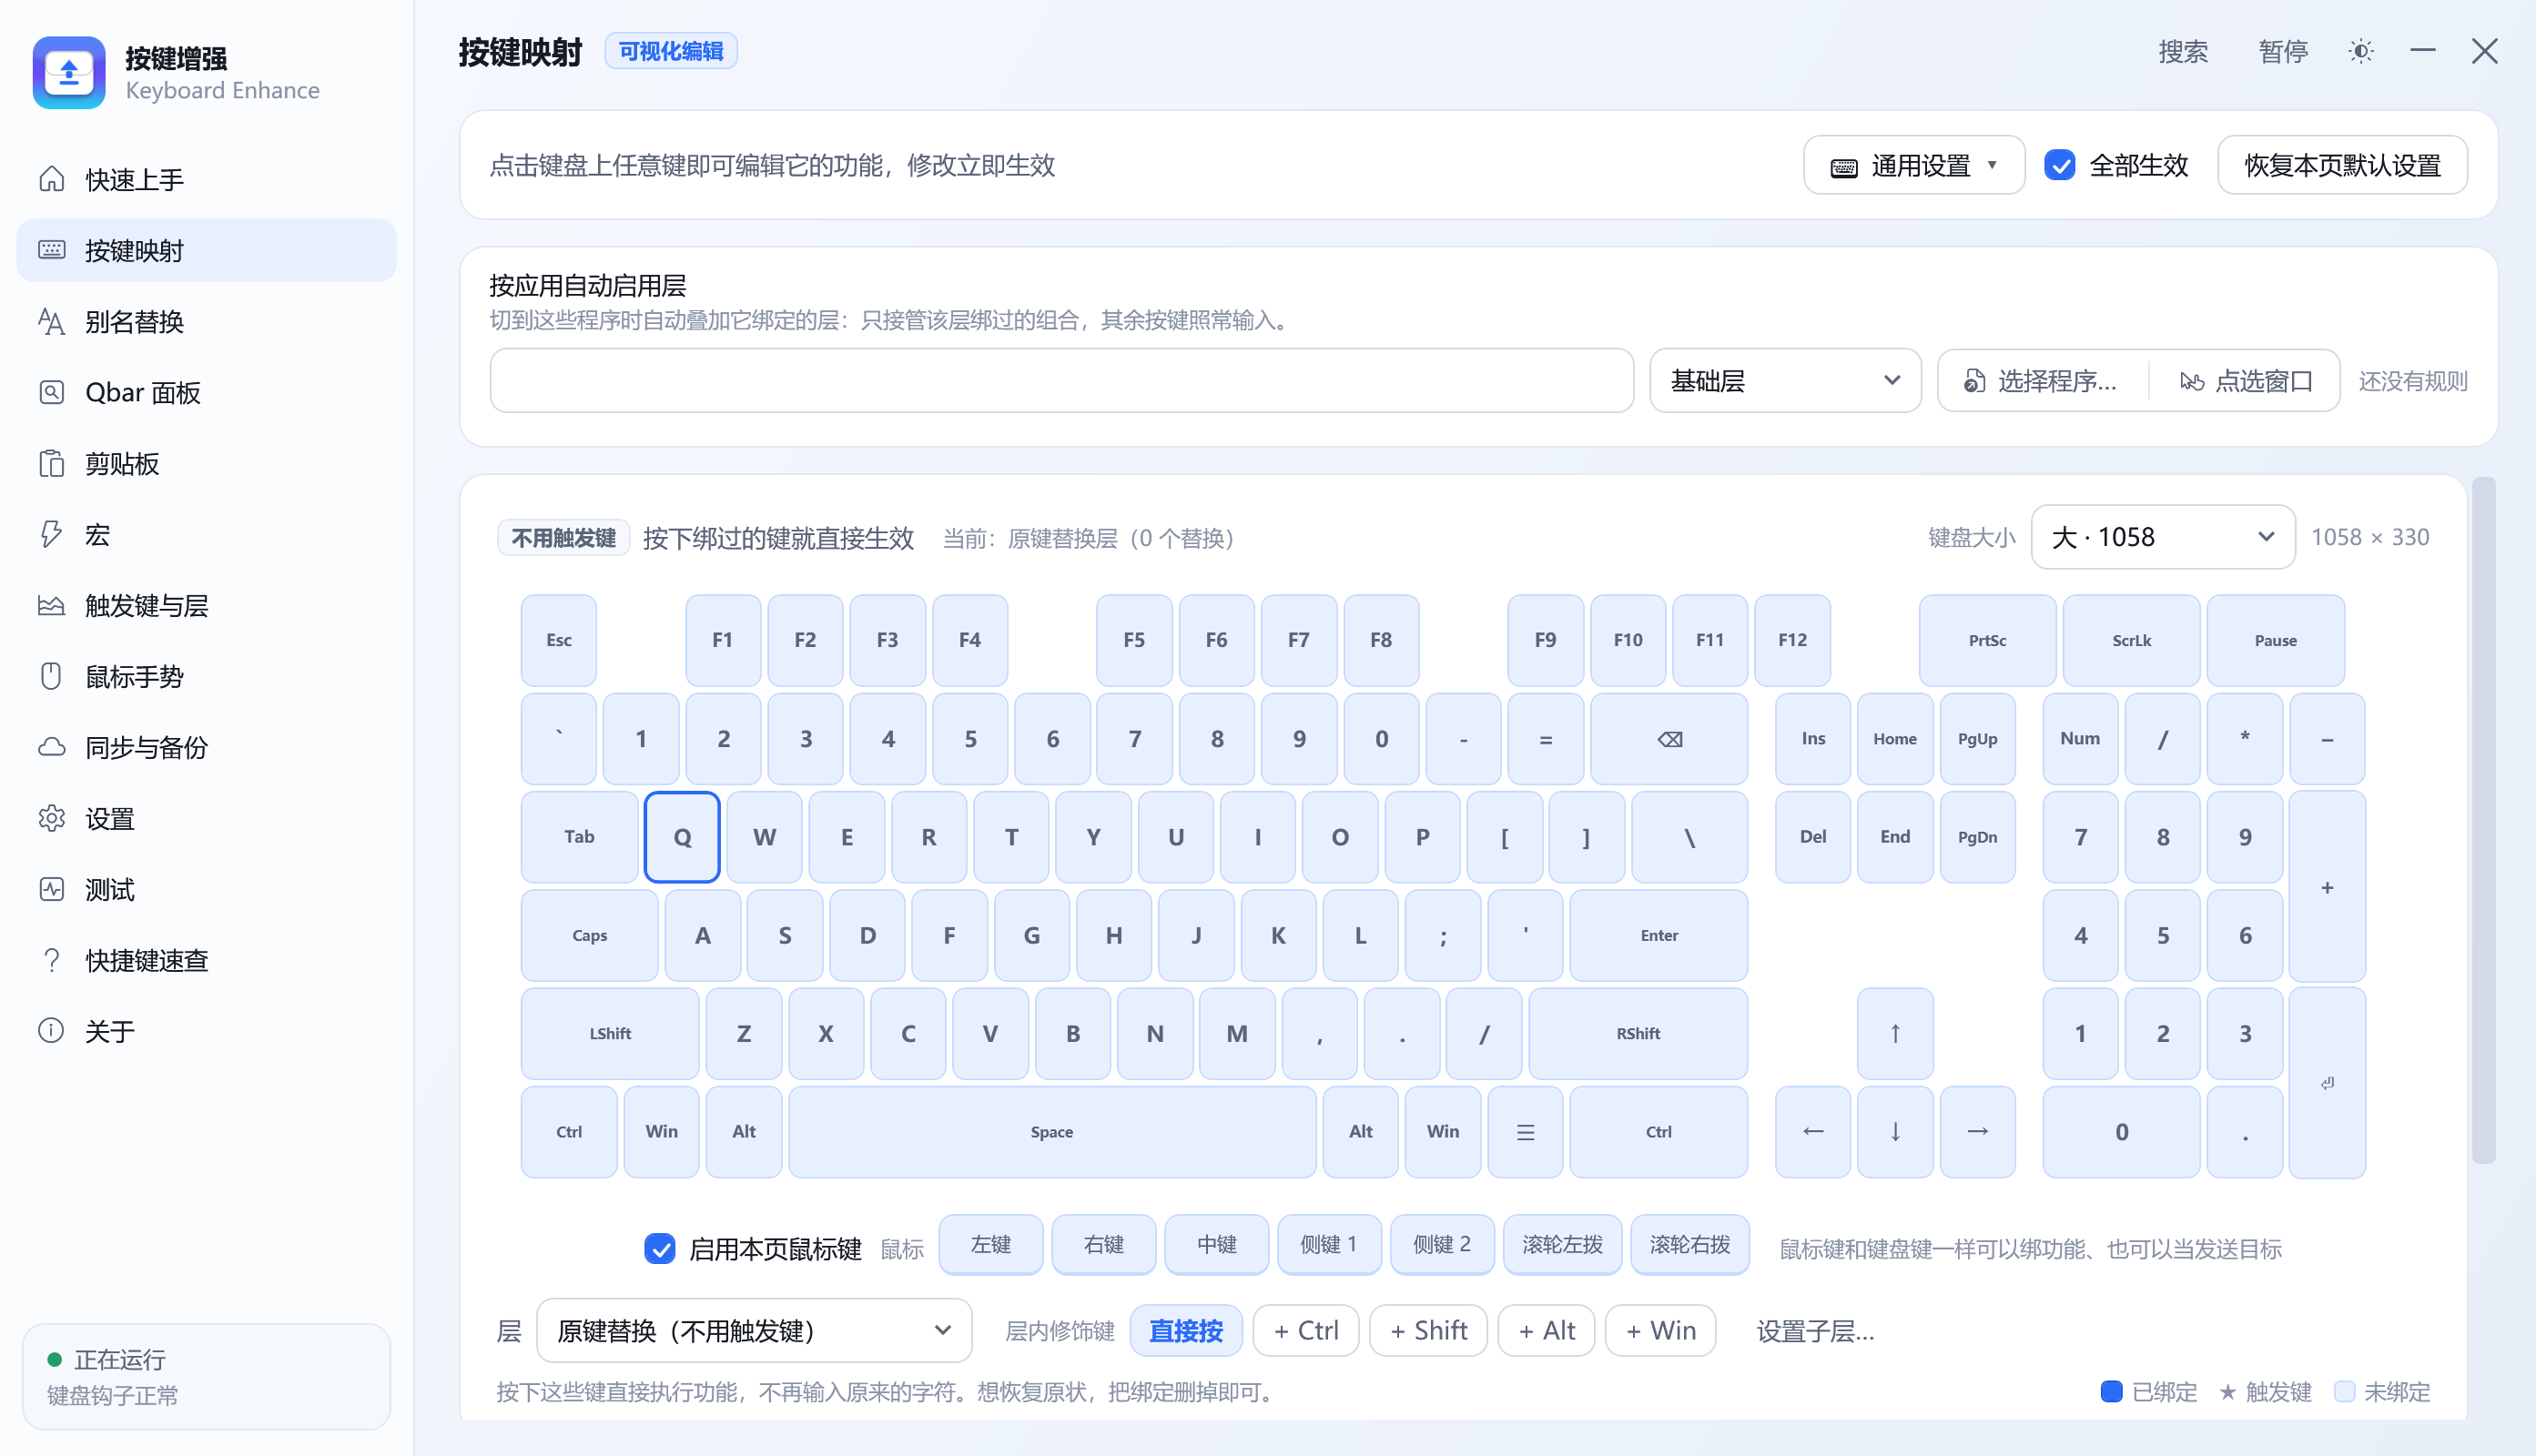 按键增强
Keyboard Enhance
快速上手
按键映射
别名替换
Qbar 面板
剪贴板
宏
触发键与层
鼠标手势
同步与备份
设置
测试
快捷键速查
关于
正在运行
键盘钩子正常
按键映射 可视化编辑 搜索 暂停
点击键盘上任意键即可编辑它的功能，修改立即生效 通用设置 ▼ 全部生效 恢复本页默认设置
按应用自动启用层
切到这些程序时自动叠加它绑定的层：只接管该层绑过的组合，其余按键照常输入。
基础层 选择程序... 点选窗口 还没有规则
不用触发键 按下绑过的键就直接生效 当前：原键替换层（0 个替换） 键盘大小 大 · 1058 1058 × 330
Esc F1 F2 F3 F4 F5 F6 F7 F8 F9 F10 F11 F12 PrtSc ScrLk Pause
` 1 2 3 4 5 6 7 8 9 0 - = ⌫ Ins Home PgUp Num / * −
Tab Q W E R T Y U I O P [ ] \ Del End PgDn 7 8 9 +
Caps A S D F G H J K L ; ' Enter 4 5 6
LShift Z X C V B N M , . / RShift ↑ 1 2 3 ⏎
Ctrl Win Alt Space Alt Win ☰ Ctrl ← ↓ → 0 .
启用本页鼠标键 鼠标 左键 右键 中键 侧键 1 侧键 2 滚轮左拨 滚轮右拨 鼠标键和键盘键一样可以绑功能、也可以当发送目标
层 原键替换（不用触发键） 层内修饰键 直接按 + Ctrl + Shift + Alt + Win 设置子层...
按下这些键直接执行功能，不再输入原来的字符。想恢复原状，把绑定删掉即可。 已绑定 ★ 触发键 未绑定